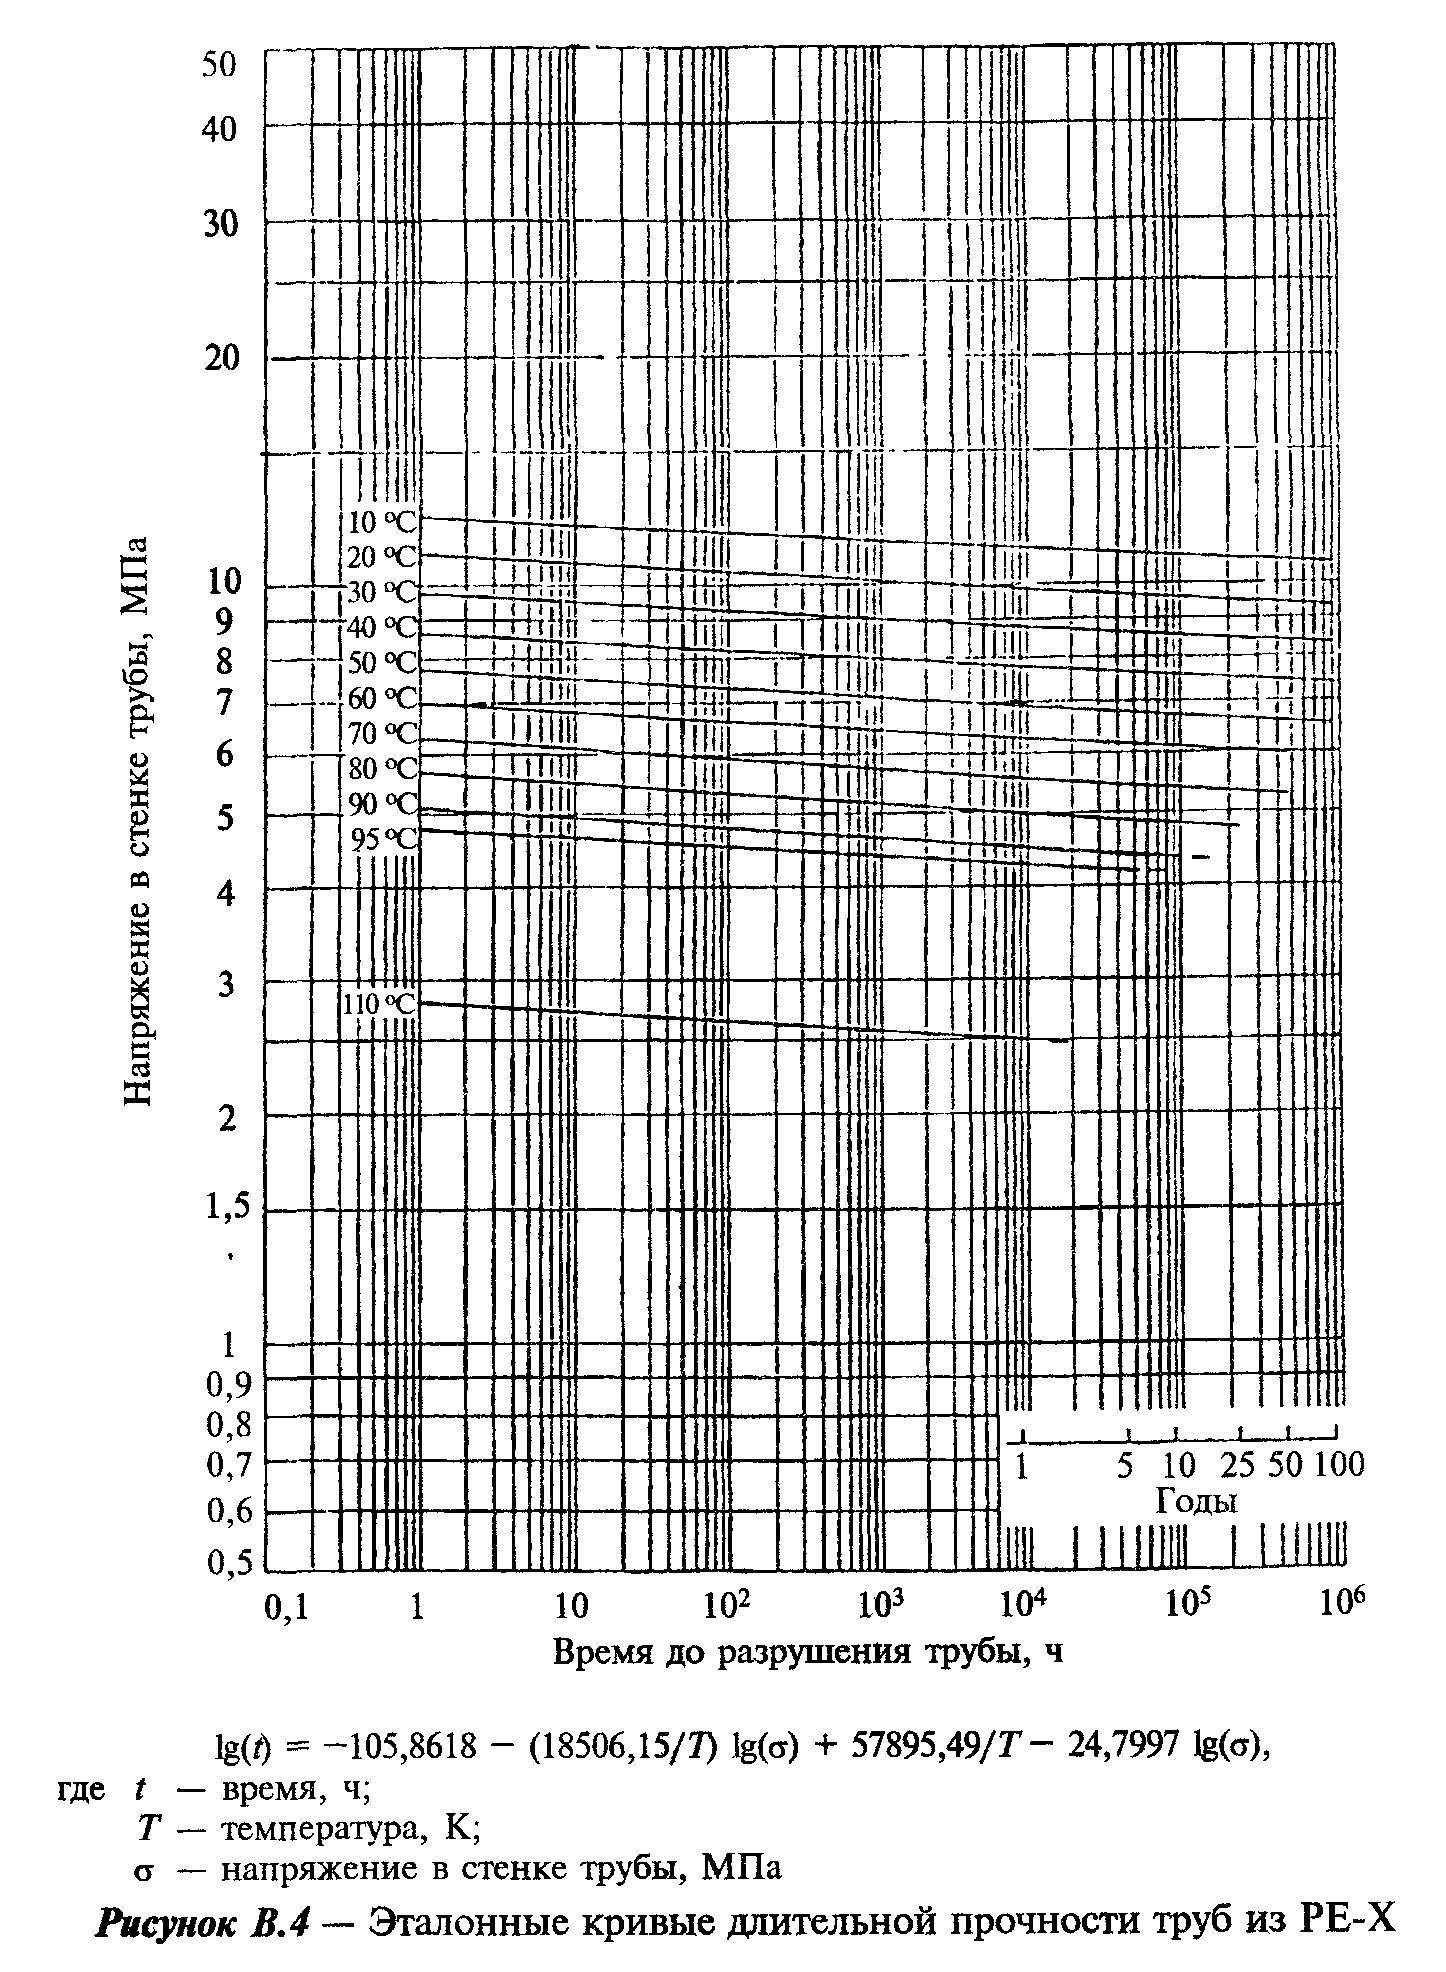 Напряжение в стенке трубы, МПа
50
40
30
20
10
9
8
7
6
5
4
3
2
1,5
1
0,9
0,8
0,7
0,6
0,5
10 °C
20 °C
30 °C
40 °C
50 °C
60 °C
70 °C
80 °C
90 °C
95 °C
110 °C
1 5 10 25 50 100
Годы
0,1 1 10 10² 10³ 10⁴ 10⁵ 10⁶
Время до разрушения трубы, ч
lg(t) = −105,8618 − (18506,15/T) lg(σ) + 57895,49/T − 24,7997 lg(σ),
где t — время, ч;
T — температура, К;
σ — напряжение в стенке трубы, МПа
Рисунок В.4 — Эталонные кривые длительной прочности труб из PE-X